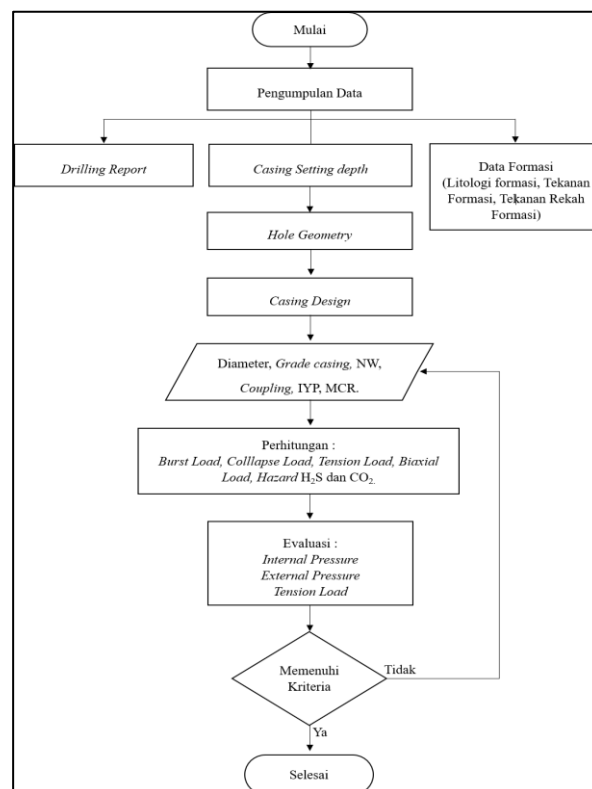 Mulai
Pengumpulan Data
Drilling Report
Casing Setting depth
Data Formasi
(Litologi formasi, Tekanan
Formasi, Tekanan Rekah
Formasi)
Hole Geometry
Casing Design
Diameter, Grade casing, NW,
Coupling, IYP, MCR.
Perhitungan :
Burst Load, Colllapse Load, Tension Load, Biaxial
Load, Hazard H₂S dan CO₂.
Evaluasi :
Internal Pressure
External Pressure
Tension Load
Memenuhi
Kriteria
Tidak
Ya
Selesai